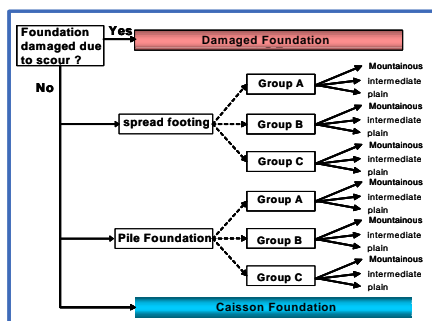 Foundation
damaged due
to scour ?
Yes
Damaged Foundation
No
spread footing
Group A
Mountainous
intermediate
plain
Group B
Mountainous
intermediate
plain
Group C
Mountainous
intermediate
plain
Pile Foundation
Group A
Mountainous
intermediate
plain
Group B
Mountainous
intermediate
plain
Group C
Mountainous
intermediate
plain
Caisson Foundation